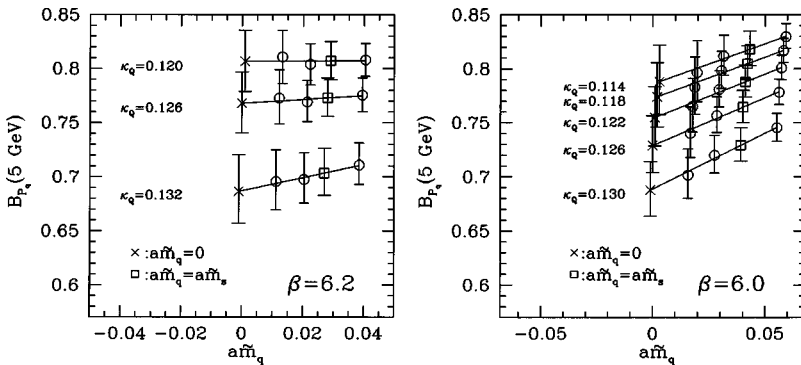 B_{P_q}(5 GeV)
0.85
0.8
0.75
0.7
0.65
0.6
κ_Q=0.120
κ_Q=0.126
κ_Q=0.132
×:am̃_q=0
□:am̃_q=am̃_s
β=6.2
-0.04 -0.02 0 0.02 0.04
am̃_q
B_{P_q}(5 GeV)
0.85
0.8
0.75
0.7
0.65
0.6
κ_Q=0.114
κ_Q=0.118
κ_Q=0.122
κ_Q=0.126
κ_Q=0.130
×:am̃_q=0
□:am̃_q=am̃_s
β=6.0
-0.05 0 0.05
am̃_q